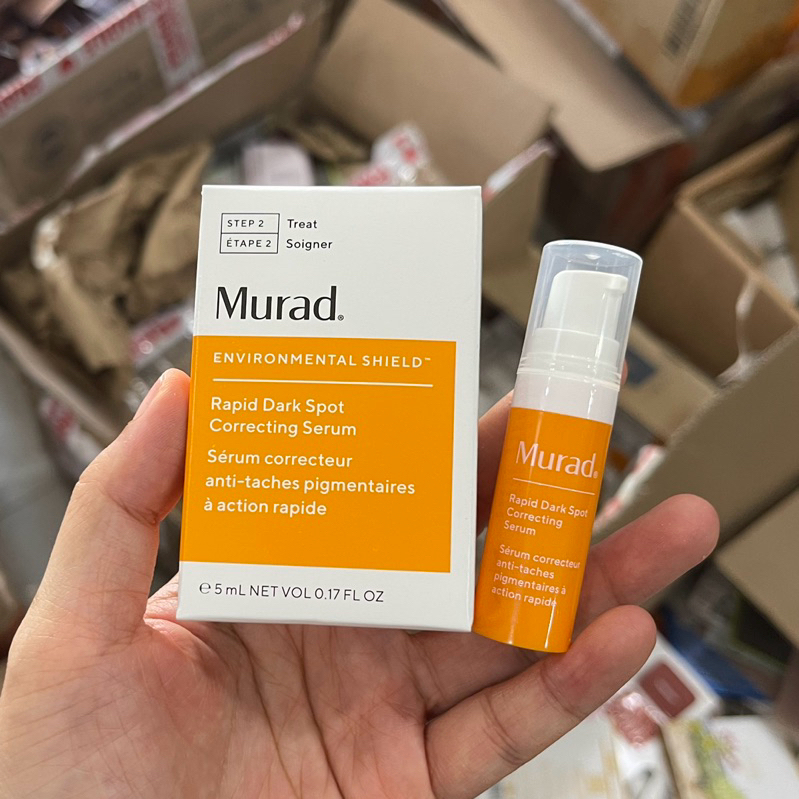 STEP 2 Treat
ÉTAPE 2 Soigner
Murad®
ENVIRONMENTAL SHIELD™
Rapid Dark Spot
Correcting Serum
Sérum correcteur
anti-taches pigmentaires
à action rapide
℮ 5 mL NET VOL 0.17 FL OZ
Murad®
Rapid Dark Spot
Correcting
Serum
Sérum correcteur
anti-taches
pigmentaires à
action rapide